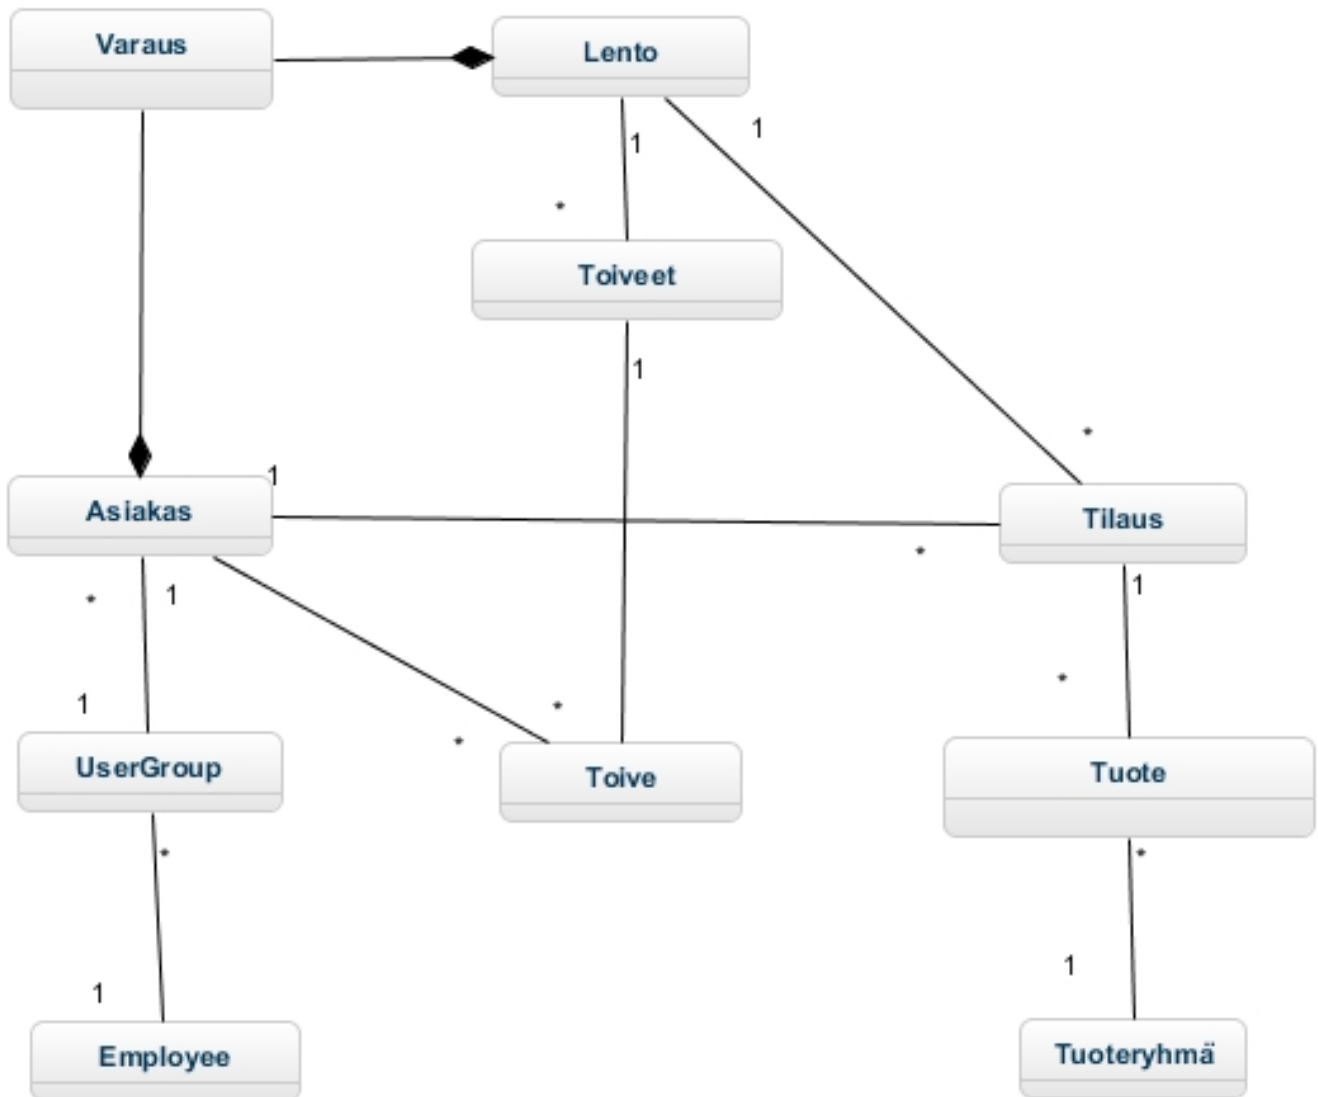 Varaus
Lento
1
1
*
Toiveet
1
*
Asiakas
1
Tilaus
*
*
1
1
*
1
*
*
UserGroup
Toive
Tuote
*
*
1
1
Employee
Tuoteryhmä